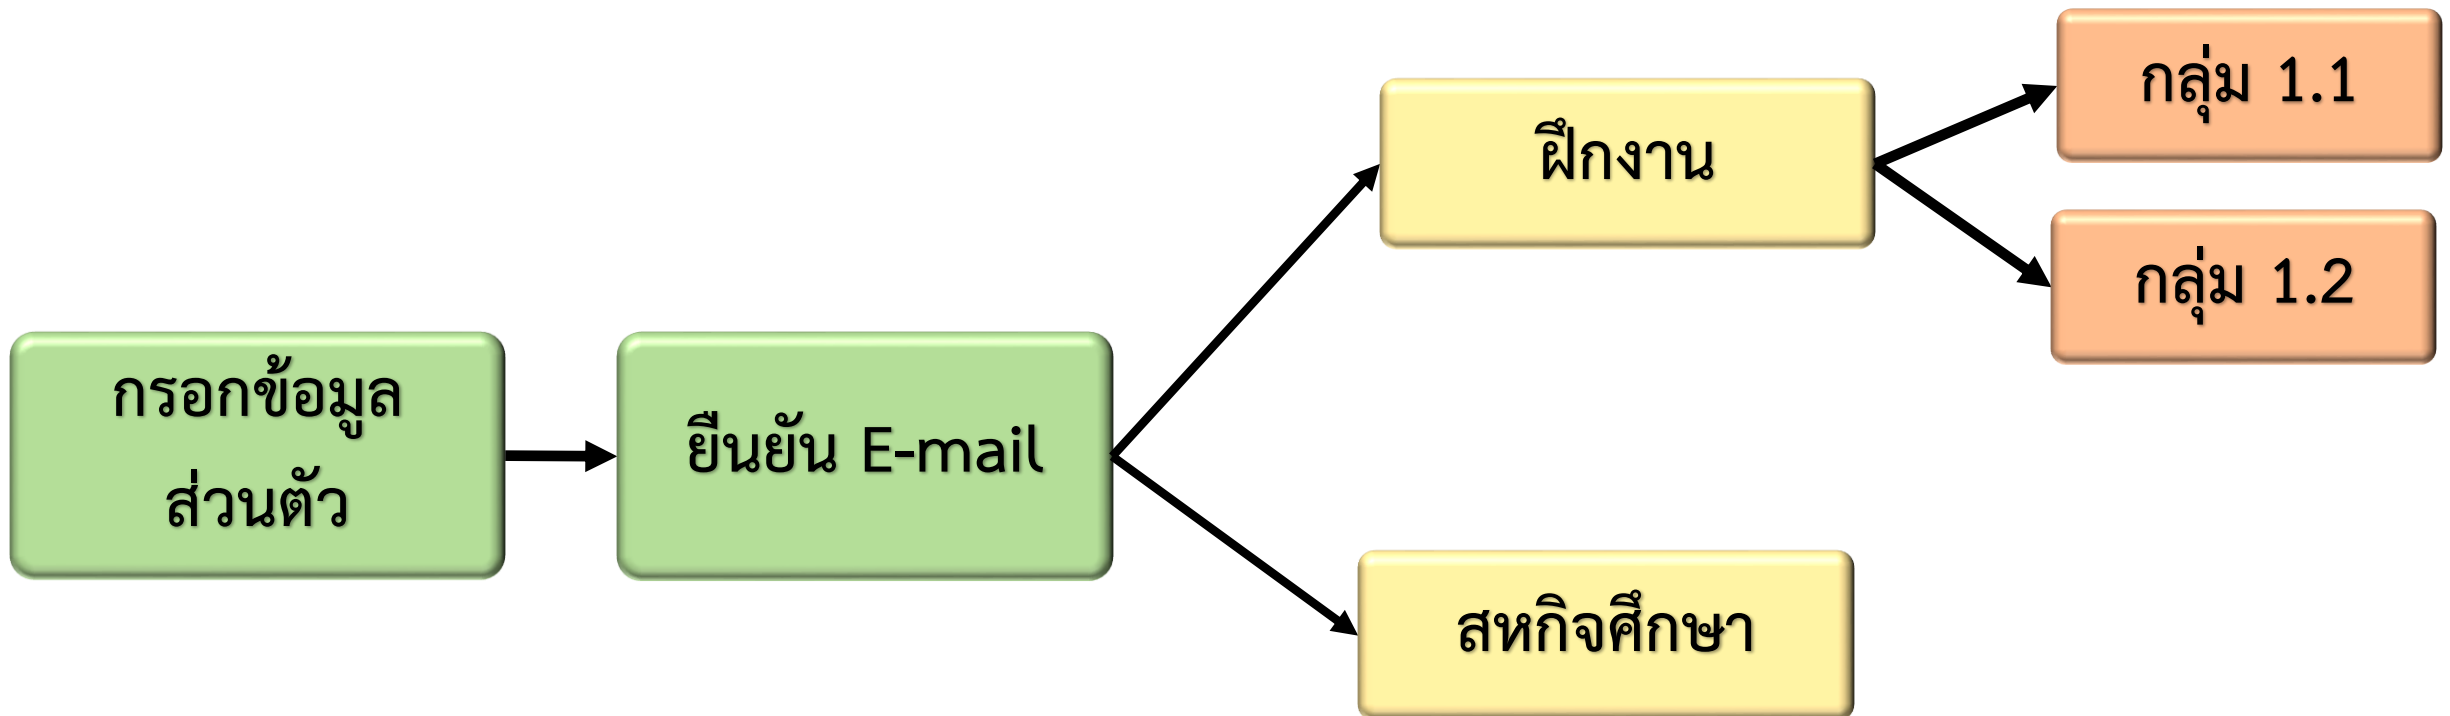 กรอกข้อมูล
ส่วนตัว
ยืนยัน E-mail
ฝึกงาน
สหกิจศึกษา
กลุ่ม 1.1
กลุ่ม 1.2